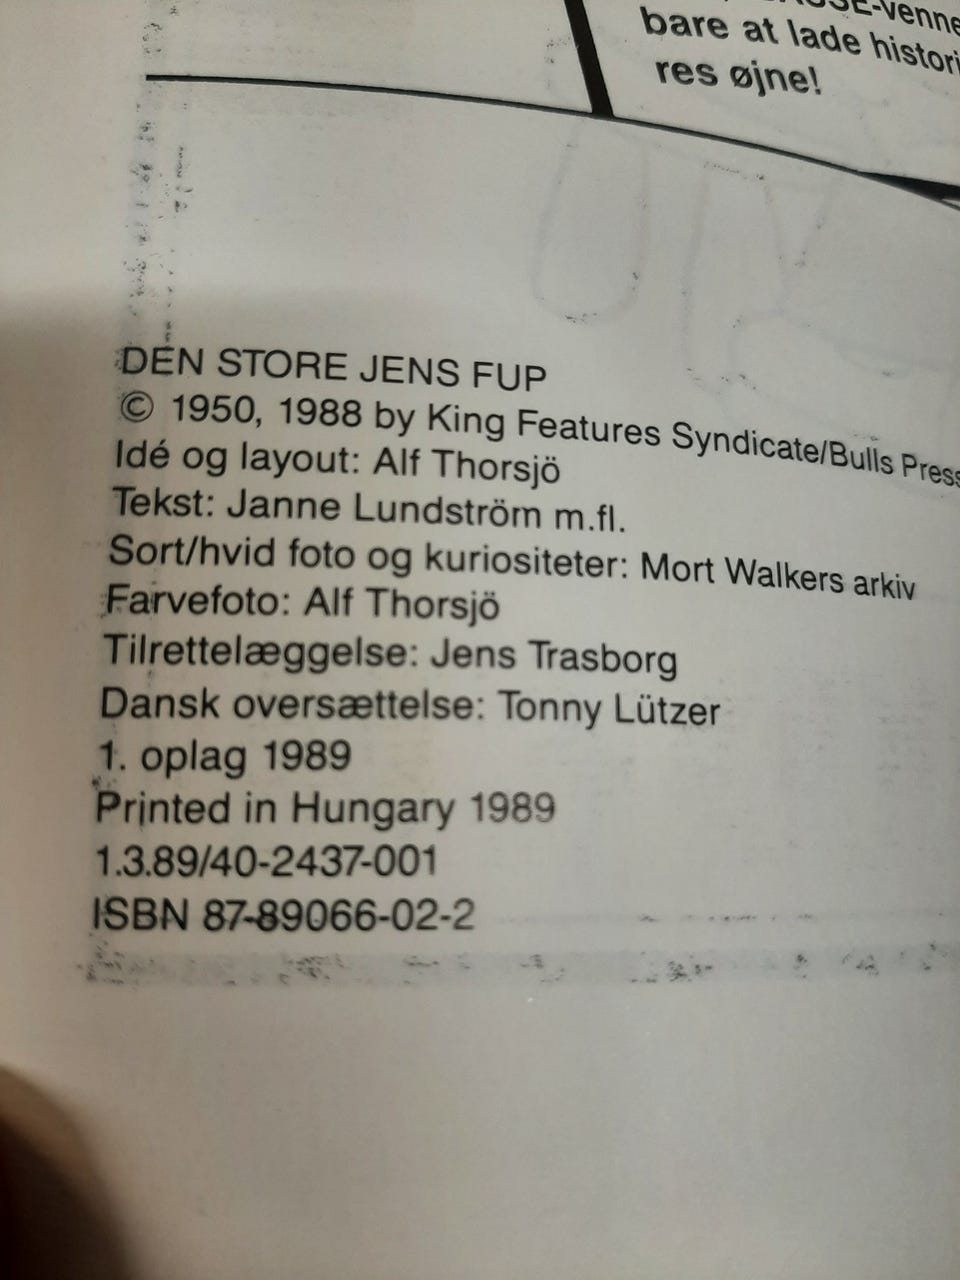 bare at lade
res øjne!
DEN STORE JENS FUP
© 1950, 1988 by King Features Syndicate/Bulls Press
Idé og layout: Alf Thorsjö
Tekst: Janne Lundström m.fl.
Sort/hvid foto og kuriositeter: Mort Walkers arkiv
Farvefoto: Alf Thorsjö
Tilrettelæggelse: Jens Trasborg
Dansk oversættelse: Tonny Lützer
1. oplag 1989
Printed in Hungary 1989
1.3.89/40-2437-001
ISBN 87-89066-02-2